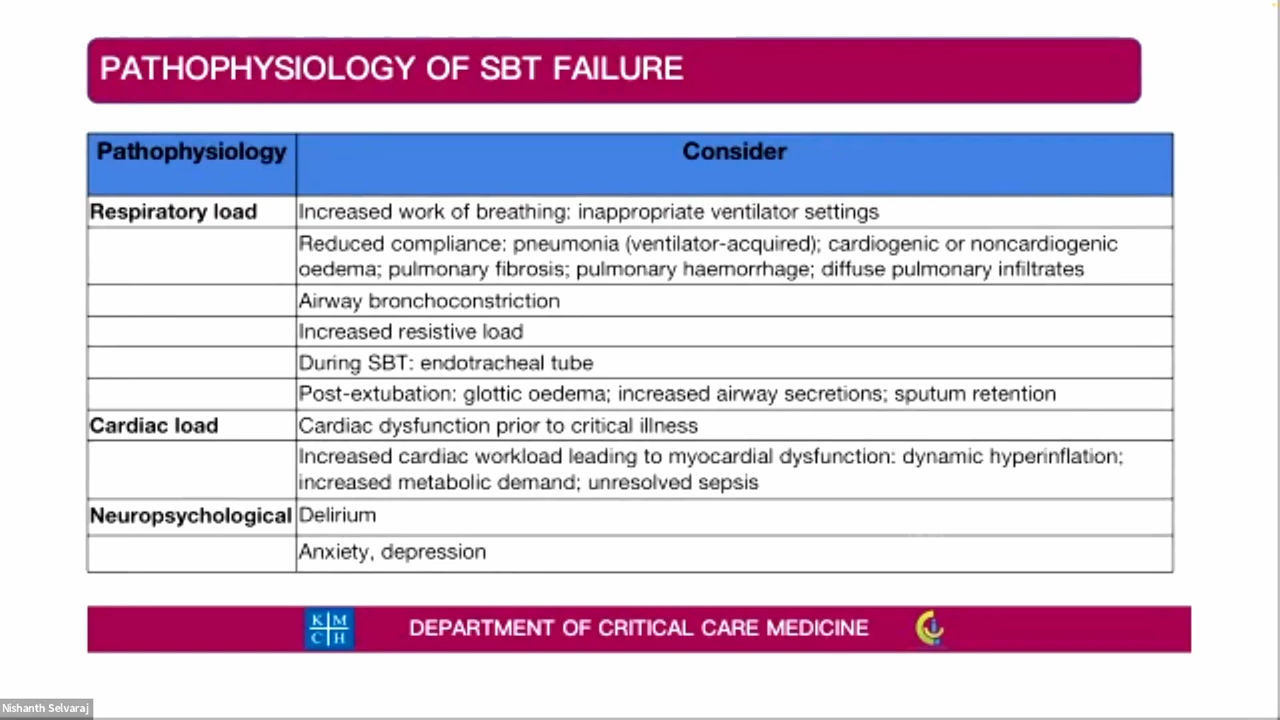 PATHOPHYSIOLOGY OF SBT FAILURE
Pathophysiology Consider
Respiratory load Increased work of breathing: inappropriate ventilator settings
Reduced compliance: pneumonia (ventilator-acquired); cardiogenic or noncardiogenic
oedema; pulmonary fibrosis; pulmonary haemorrhage; diffuse pulmonary infiltrates
Airway bronchoconstriction
Increased resistive load
During SBT: endotracheal tube
Post-extubation: glottic oedema; increased airway secretions; sputum retention
Cardiac load Cardiac dysfunction prior to critical illness
Increased cardiac workload leading to myocardial dysfunction: dynamic hyperinflation;
increased metabolic demand; unresolved sepsis
Neuropsychological Delirium
Anxiety, depression
K M
C H
DEPARTMENT OF CRITICAL CARE MEDICINE
Nishanth Selvaraj